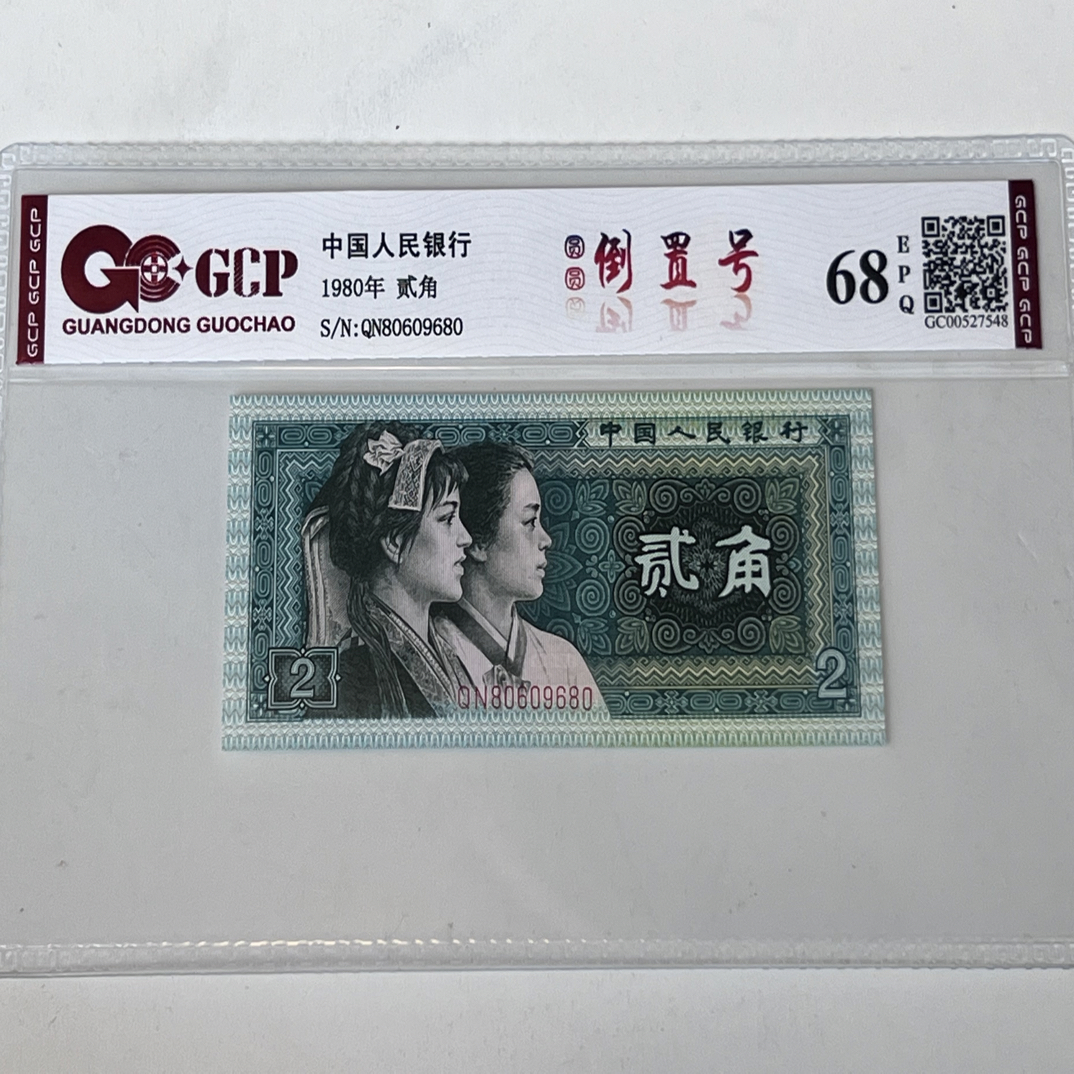 GCP GCP GCP
GCP
GUANGDONG GUOCHAO
中国人民银行
1980年 贰角
S/N:QN80609680
圆
圆
倒置号
68
EPQ
GC00527548
GCP GCP GCP
中国人民银行
贰角
2
QN80609680
2